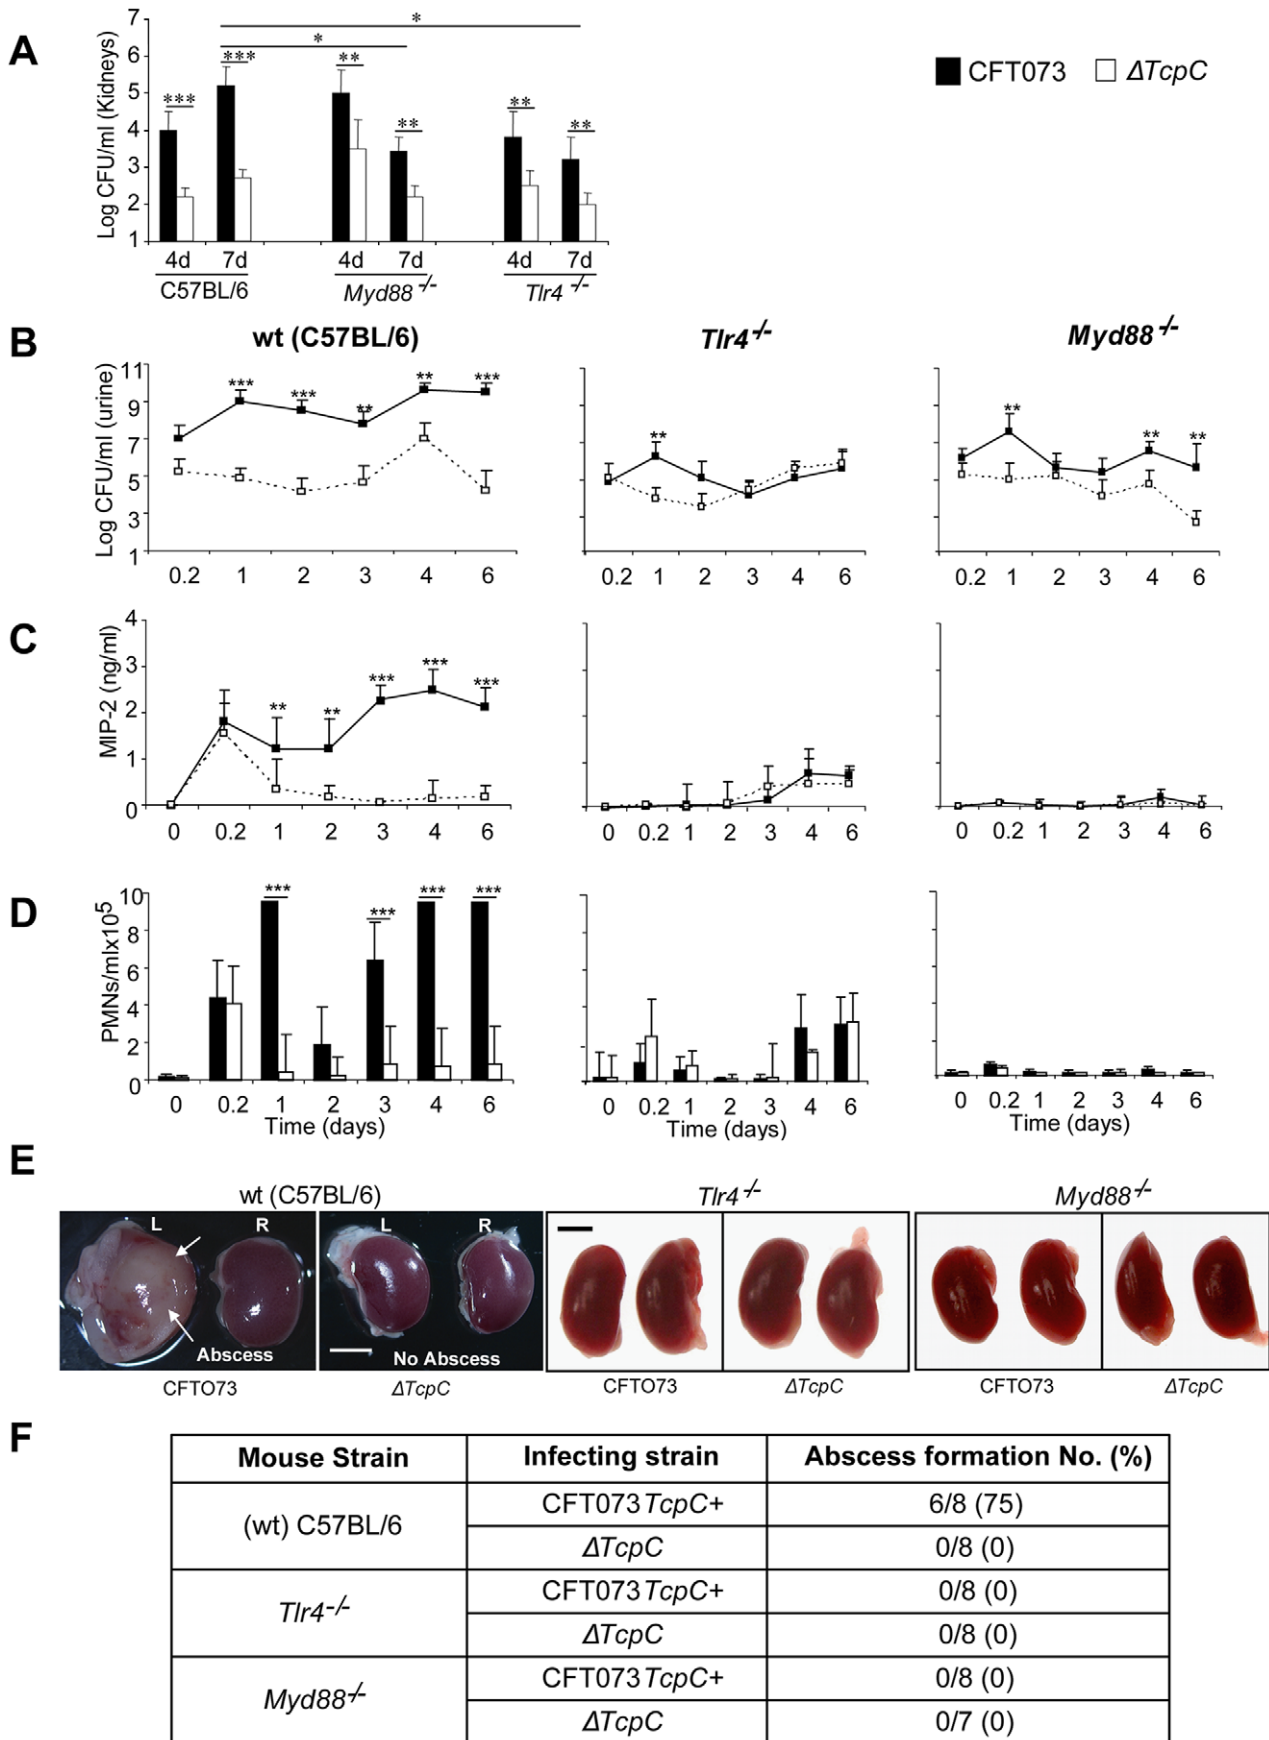 A
7
6
5
4
3
2
1
Log CFU/ml (Kidneys)
*
*
***
***
**
**
**
**
4d 7d 4d 7d 4d 7d
C57BL/6 Myd88-/- Tlr4-/-
CFT073 ΔTcpC
B
wt (C57BL/6) Tlr4-/- Myd88-/-
11
9
7
5
3
1
Log CFU/ml (urine)
*** *** ** ** ***
**
** ** **
0.2 1 2 3 4 6
0.2 1 2 3 4 6
0.2 1 2 3 4 6
C
4
3
2
1
0
MIP-2 (ng/ml)
** ** *** *** ***
0 0.2 1 2 3 4 6
0 0.2 1 2 3 4 6
0 0.2 1 2 3 4 6
D
10
8
6
4
2
0
PMNs/mlx105
*** *** *** ***
0 0.2 1 2 3 4 6
0 0.2 1 2 3 4 6
0 0.2 1 2 3 4 6
Time (days) Time (days) Time (days)
E
wt (C57BL/6) Tlr4-/- Myd88-/-
L R L R
Abscess No Abscess
CFTO73 ΔTcpC CFTO73 ΔTcpC CFTO73 ΔTcpC
F
Mouse Strain Infecting strain Abscess formation No. (%)
(wt) C57BL/6 CFT073TcpC+ 6/8 (75)
ΔTcpC 0/8 (0)
Tlr4-/- CFT073TcpC+ 0/8 (0)
ΔTcpC 0/8 (0)
Myd88-/- CFT073TcpC+ 0/8 (0)
ΔTcpC 0/7 (0)